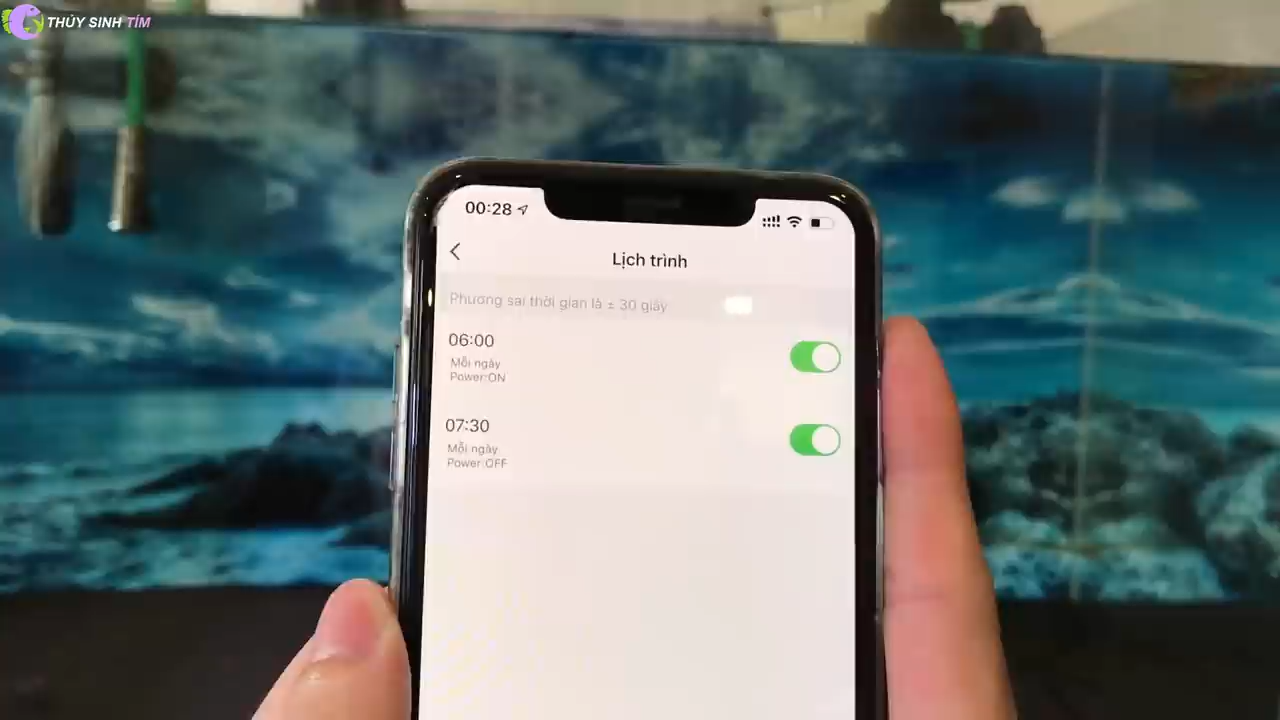 THỦY SINH TÍM
00:28
Lịch trình
Phương sai thời gian là ± 30 giây
06:00
Mỗi ngày
Power:ON
07:30
Mỗi ngày
Power:OFF